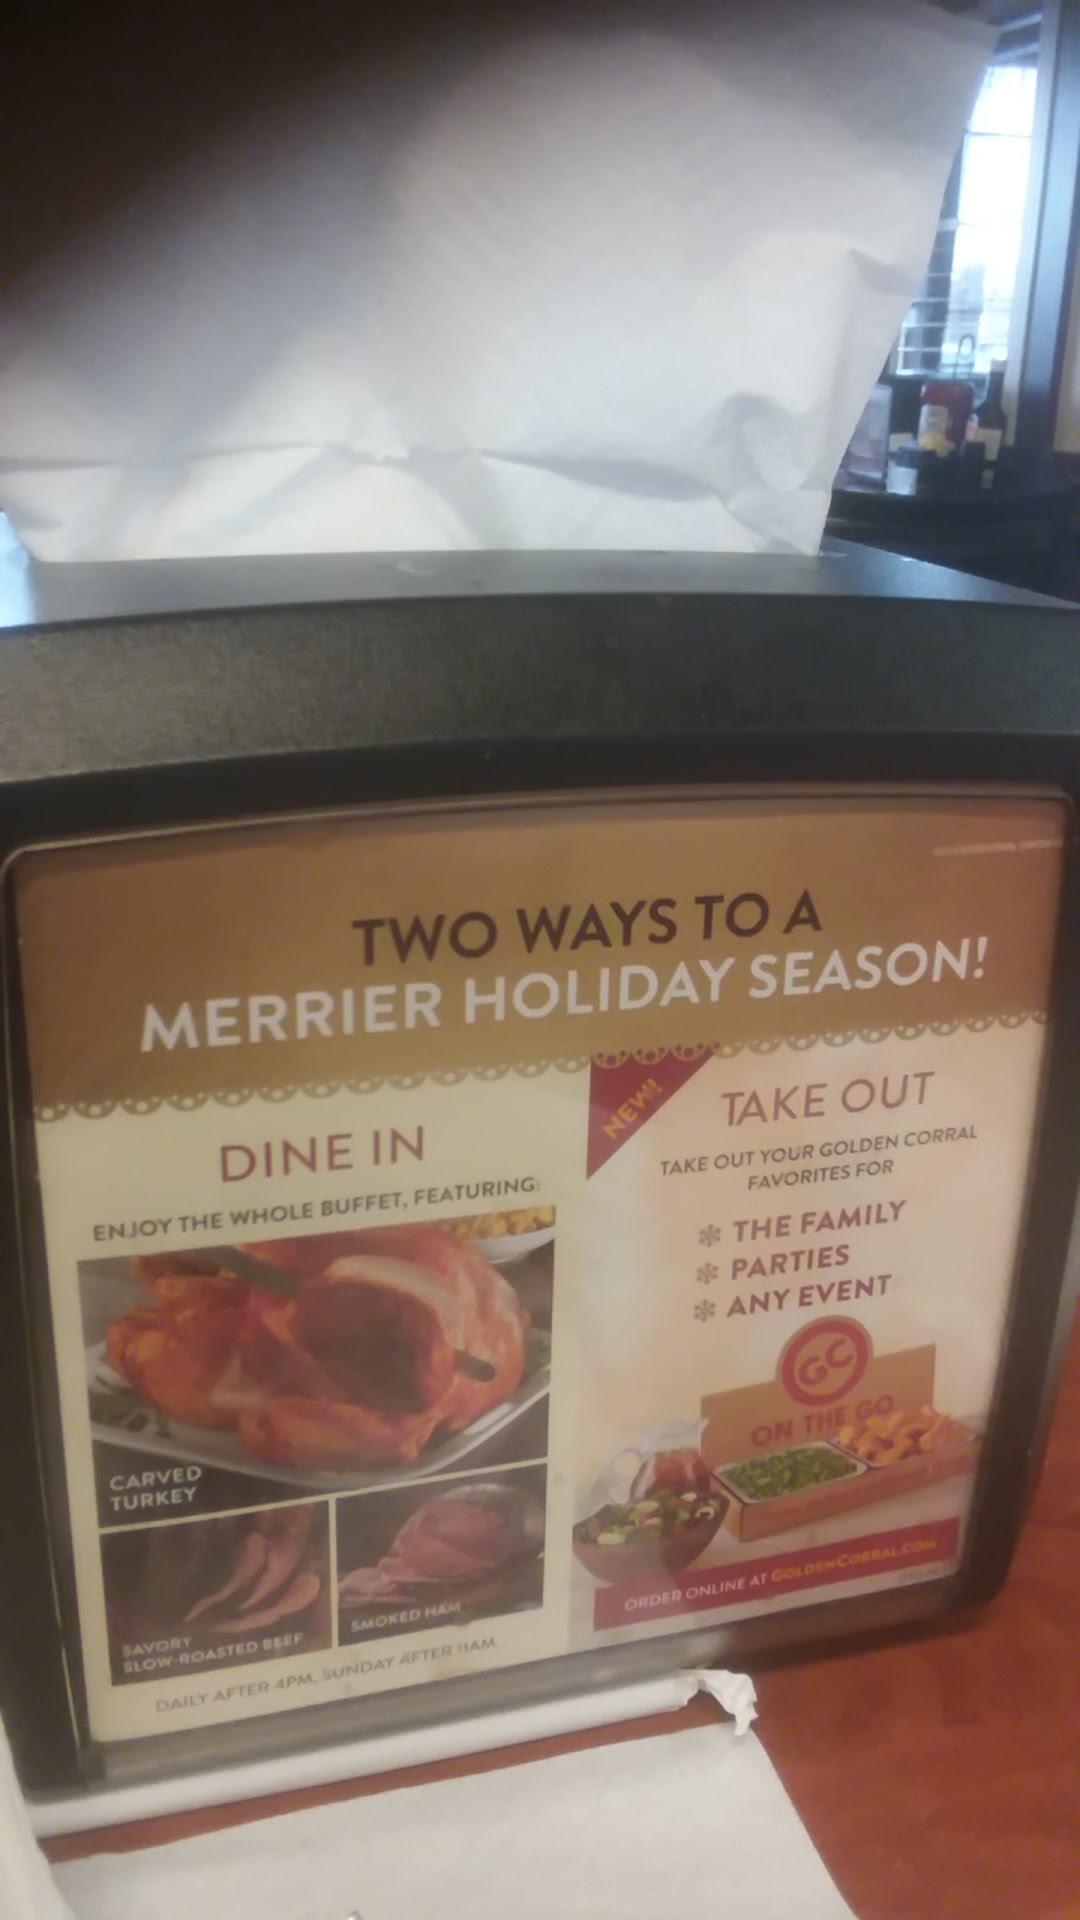 TWO WAYS TO A
MERRIER HOLIDAY SEASON!
DINE IN
ENJOY THE WHOLE BUFFET, FEATURING:
CARVED
TURKEY
SAVORY
SLOW-ROASTED BEEF
SMOKED HAM
DAILY AFTER 4PM, SUNDAY AFTER 11AM.
NEW!
TAKE OUT
TAKE OUT YOUR GOLDEN CORRAL
FAVORITES FOR
THE FAMILY
PARTIES
ANY EVENT
GC
ON THE GO
ORDER ONLINE AT GOLDENCORRAL.COM